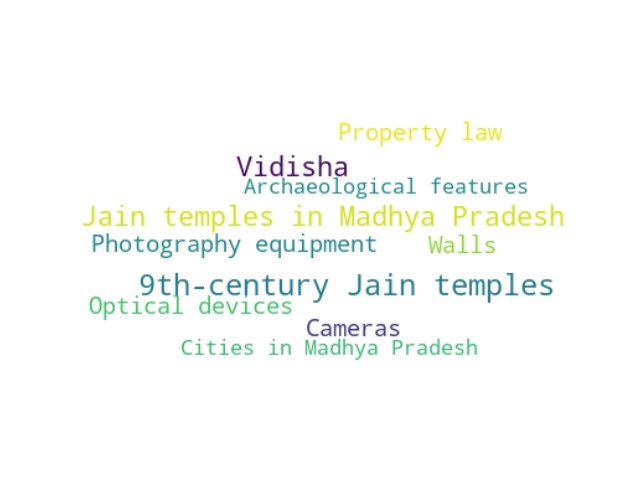 Property law
Vidisha
Archaeological features
Jain temples in Madhya Pradesh
Photography equipment
Walls
9th-century Jain temples
Optical devices
Cameras
Cities in Madhya Pradesh